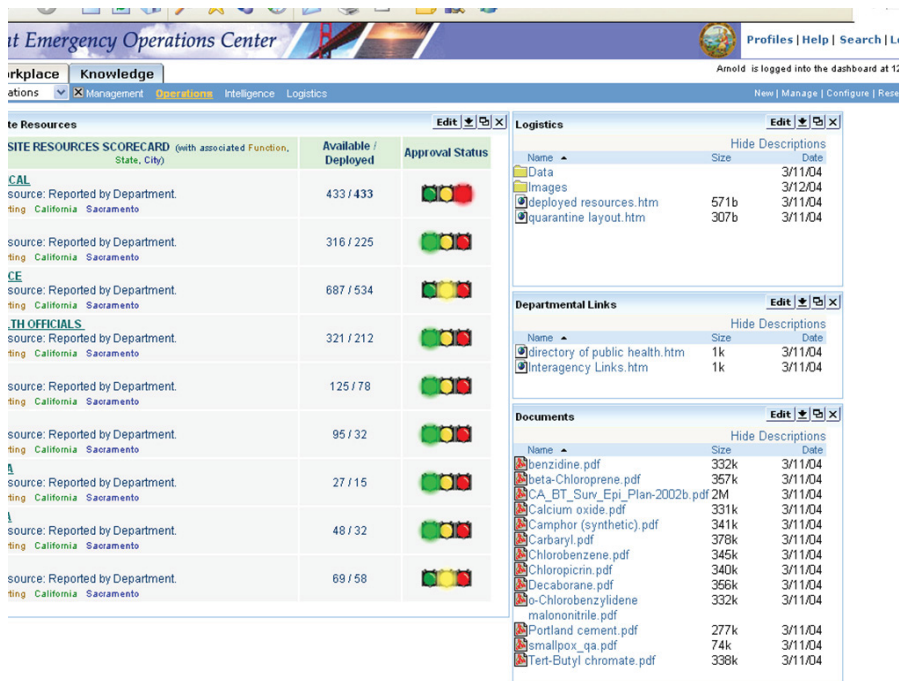 nt Emergency Operations Center
Profiles | Help | Search | Lo
orkplace Knowledge
Arnold is logged into the dashboard at 12
ations Management Operations Intelligence Logistics
New | Manage | Configure | Rese
te Resources Edit
SITE RESOURCES SCORECARD (with associated Function, State, City)
Available / Deployed
Approval Status
CAL
source: Reported by Department.
433 / 433
ting California Sacramento
source: Reported by Department.
316 / 225
ting California Sacramento
CE
source: Reported by Department.
687 / 534
ting California Sacramento
LTH OFFICIALS
source: Reported by Department.
321 / 212
ting California Sacramento
source: Reported by Department.
125 / 78
ting California Sacramento
source: Reported by Department.
95 / 32
ting California Sacramento
A
source: Reported by Department.
27 / 15
ting California Sacramento
A
source: Reported by Department.
48 / 32
ting California Sacramento
source: Reported by Department.
69 / 58
ting California Sacramento
Logistics Edit
Hide Descriptions
Name Size Date
Data 3/11/04
Images 3/12/04
deployed resources.htm 571b 3/11/04
quarantine layout.htm 307b 3/11/04
Departmental Links Edit
Hide Descriptions
Name Size Date
directory of public health.htm 1k 3/11/04
Interagency Links.htm 1k 3/11/04
Documents Edit
Hide Descriptions
Name Size Date
benzidine.pdf 332k 3/11/04
beta-Chloroprene.pdf 357k 3/11/04
CA_BT_Surv_Epi_Plan-2002b.pdf 2M 3/11/04
Calcium oxide.pdf 331k 3/11/04
Camphor (synthetic).pdf 341k 3/11/04
Carbaryl.pdf 378k 3/11/04
Chlorobenzene.pdf 345k 3/11/04
Chloropicrin.pdf 340k 3/11/04
Decaborane.pdf 356k 3/11/04
o-Chlorobenzylidene 332k 3/11/04
malononitrile.pdf
Portland cement.pdf 277k 3/11/04
smallpox_qa.pdf 74k 3/11/04
Tert-Butyl chromate.pdf 338k 3/11/04